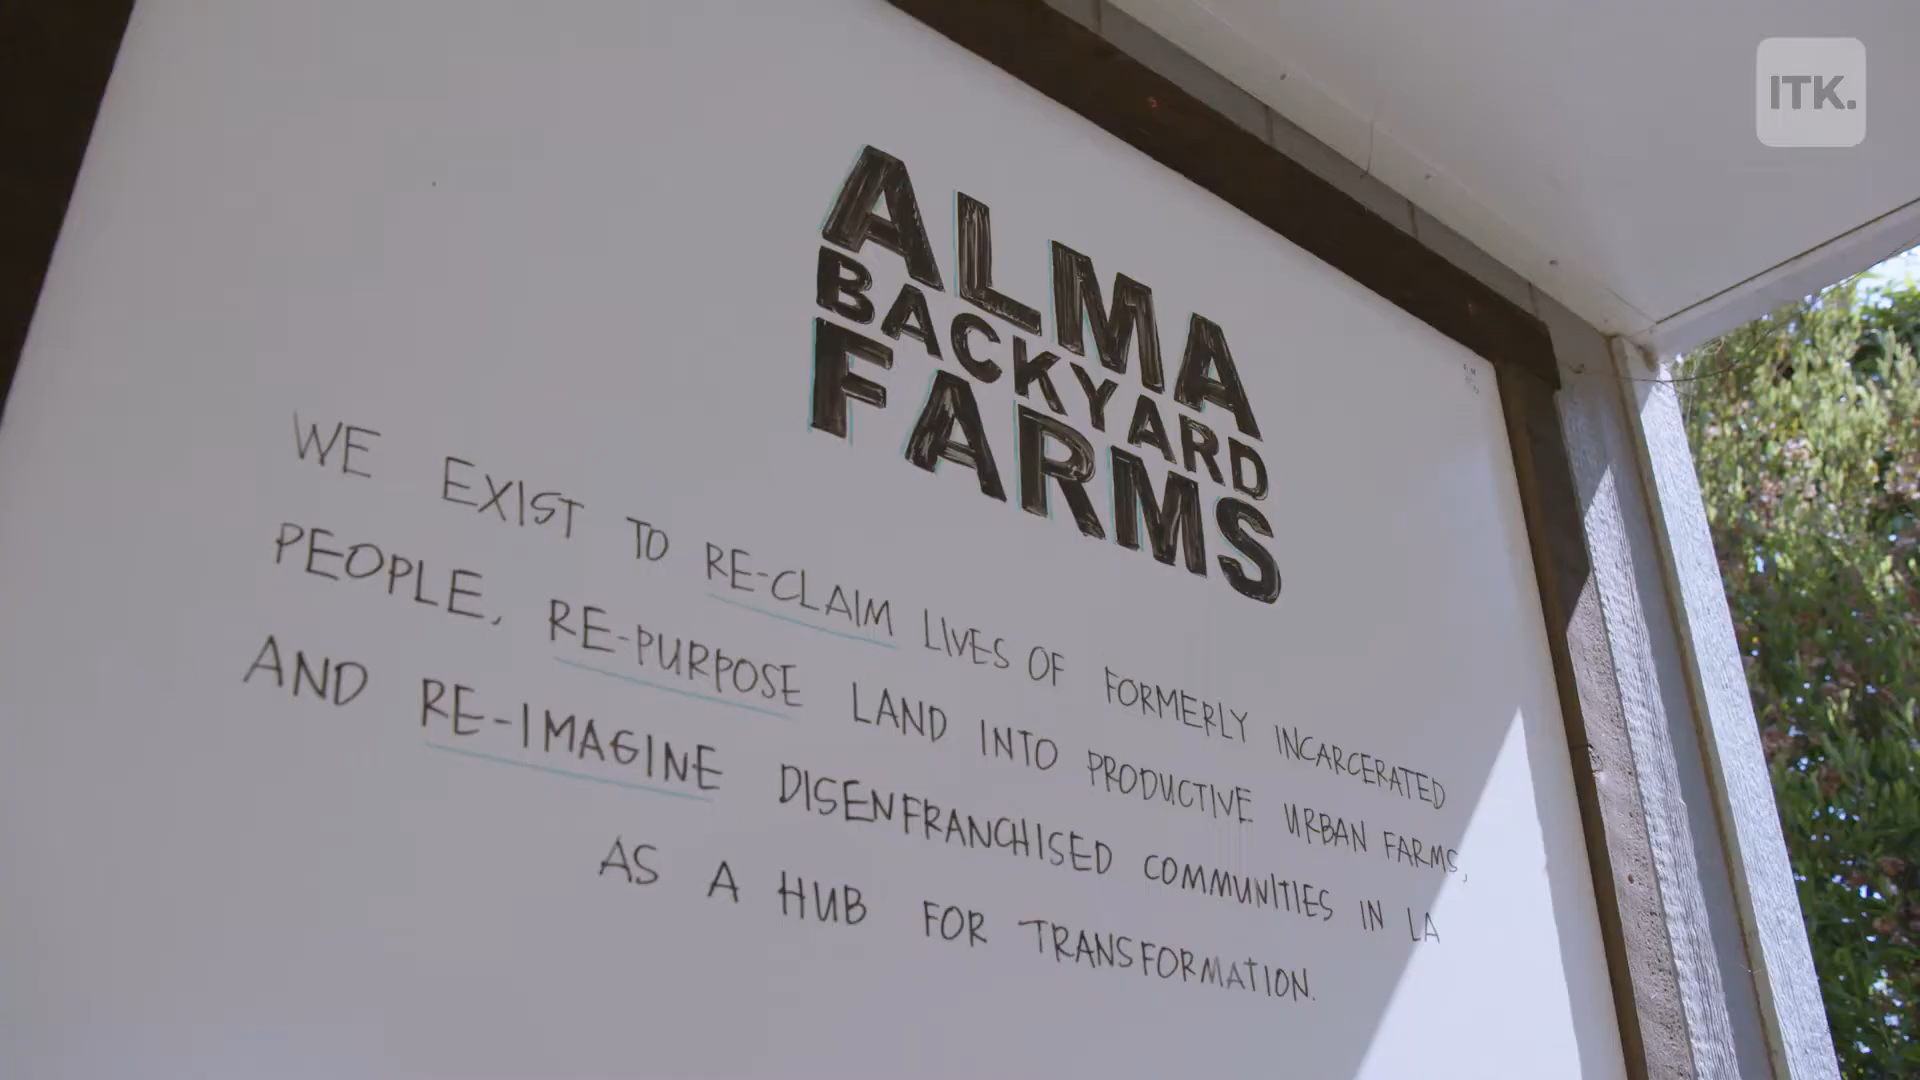 ITK.
ALMA
BACKYARD
FARMS
WE EXIST TO RE-CLAIM LIVES OF FORMERLY INCARCERATED
PEOPLE, RE-PURPOSE LAND INTO PRODUCTIVE URBAN FARMS,
AND RE-IMAGINE DISENFRANCHISED COMMUNITIES IN LA
AS A HUB FOR TRANSFORMATION.